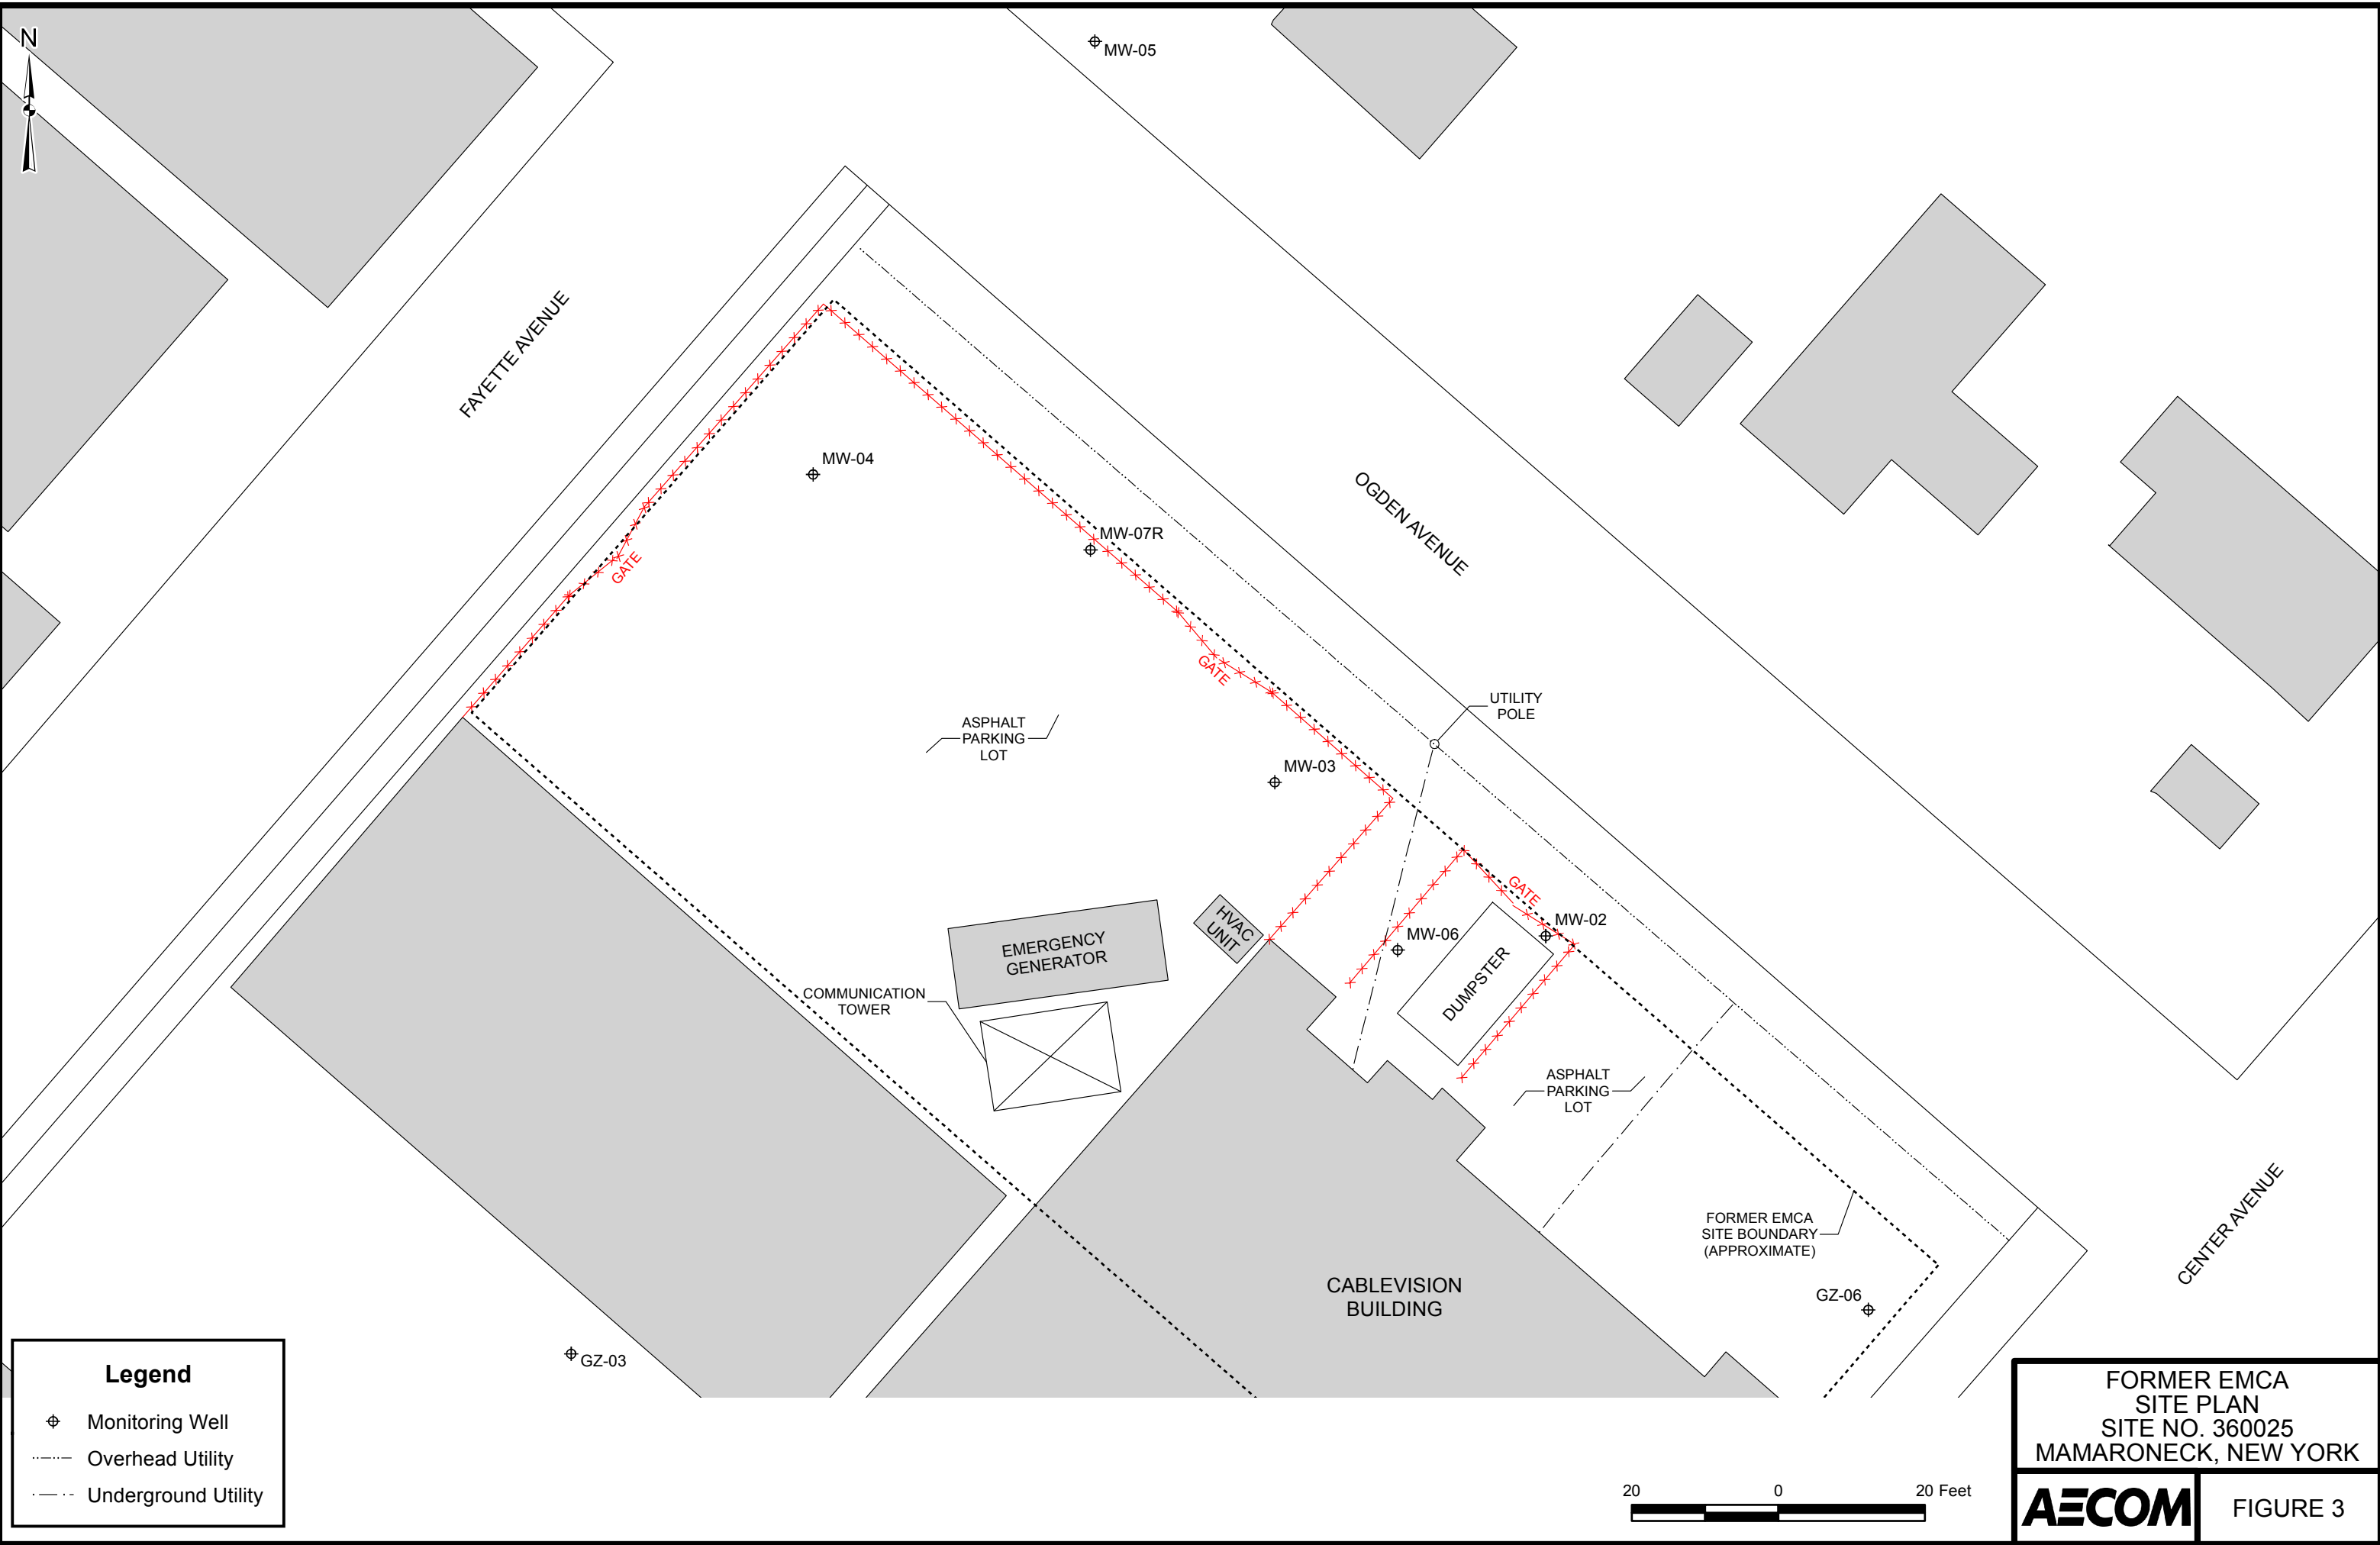 N
MW-05
FAYETTE AVENUE
MW-04
MW-07R
OGDEN AVENUE
GATE
GATE
UTILITY
POLE
ASPHALT
PARKING
LOT
MW-03
GATE
MW-02
HVAC
UNIT
MW-06
EMERGENCY
GENERATOR
DUMPSTER
COMMUNICATION
TOWER
ASPHALT
PARKING
LOT
FORMER EMCA
SITE BOUNDARY
(APPROXIMATE)
CENTER AVENUE
CABLEVISION
BUILDING
GZ-06
GZ-03
Legend
Monitoring Well
Overhead Utility
Underground Utility
20 0 20 Feet
FORMER EMCA
SITE PLAN
SITE NO. 360025
MAMARONECK, NEW YORK
AECOM
FIGURE 3